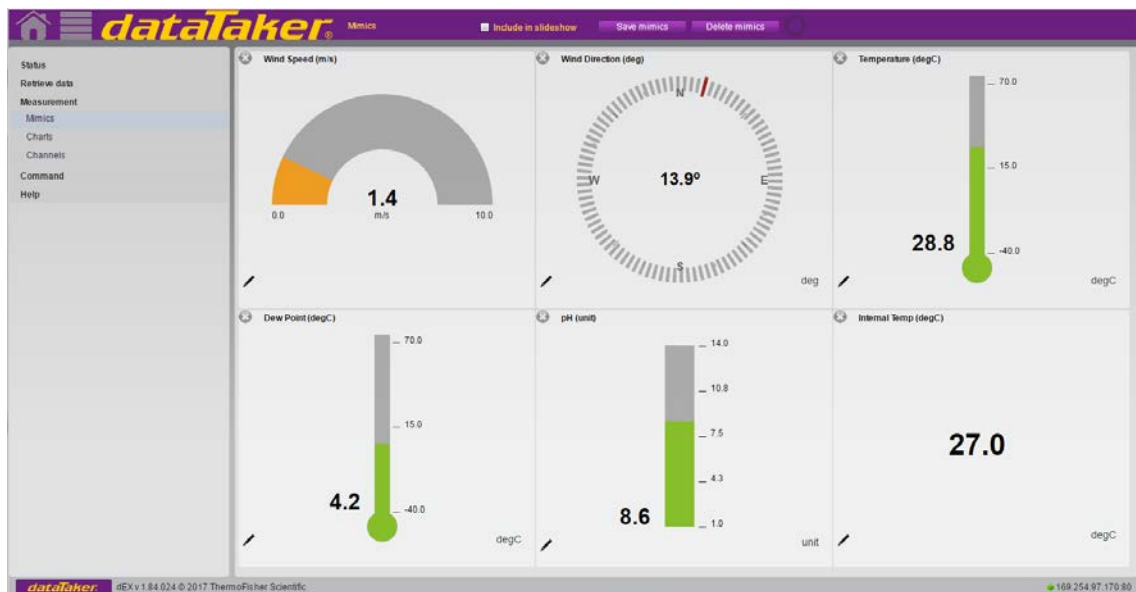 dataTaker® Mimics Include in slideshow Save mimics Delete mimics
Status
Retrieve data
Measurement
Mimics
Charts
Channels
Command
Help
Wind Speed (m/s)
1.4
m/s
0.0
10.0
Wind Direction (deg)
N
W
13.9º
E
S
deg
Temperature (degC)
70.0
15.0
28.8
-40.0
degC
Dew Point (degC)
70.0
15.0
4.2
-40.0
degC
pH (unit)
14.0
10.8
7.5
4.3
8.6
1.0
unit
Internal Temp (degC)
27.0
degC
dataTaker. dEX v 1.84.024 © 2017 ThermoFisher Scientific
169.254.97.170:80